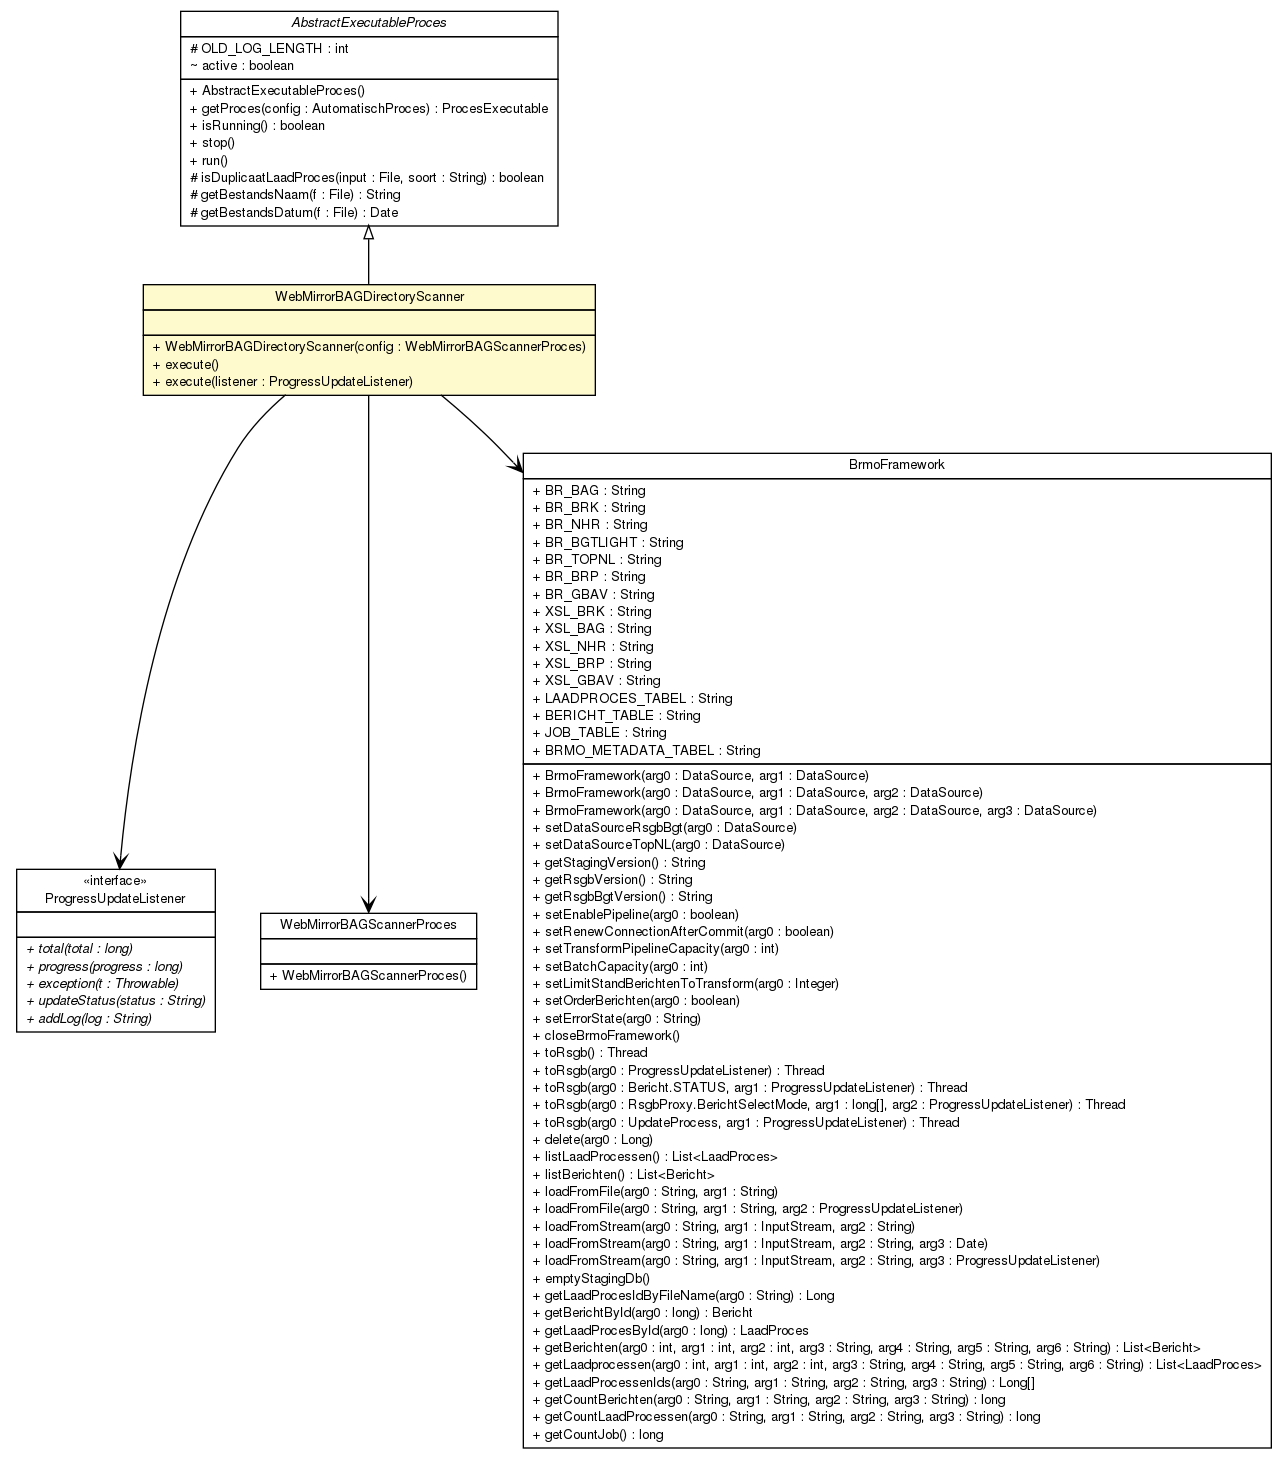 AbstractExecutableProces
# OLD_LOG_LENGTH : int
~ active : boolean
+ AbstractExecutableProces()
+ getProces(config : AutomatischProces) : ProcesExecutable
+ isRunning() : boolean
+ stop()
+ run()
# isDuplicaatLaadProces(input : File, soort : String) : boolean
# getBestandsNaam(f : File) : String
# getBestandsDatum(f : File) : Date
WebMirrorBAGDirectoryScanner
+ WebMirrorBAGDirectoryScanner(config : WebMirrorBAGScannerProces)
+ execute()
+ execute(listener : ProgressUpdateListener)
«interface»
ProgressUpdateListener
+ total(total : long)
+ progress(progress : long)
+ exception(t : Throwable)
+ updateStatus(status : String)
+ addLog(log : String)
WebMirrorBAGScannerProces
+ WebMirrorBAGScannerProces()
BrmoFramework
+ BR_BAG : String
+ BR_BRK : String
+ BR_NHR : String
+ BR_BGTLIGHT : String
+ BR_TOPNL : String
+ BR_BRP : String
+ BR_GBAV : String
+ XSL_BRK : String
+ XSL_BAG : String
+ XSL_NHR : String
+ XSL_BRP : String
+ XSL_GBAV : String
+ LAADPROCES_TABEL : String
+ BERICHT_TABLE : String
+ JOB_TABLE : String
+ BRMO_METADATA_TABEL : String
+ BrmoFramework(arg0 : DataSource, arg1 : DataSource)
+ BrmoFramework(arg0 : DataSource, arg1 : DataSource, arg2 : DataSource)
+ BrmoFramework(arg0 : DataSource, arg1 : DataSource, arg2 : DataSource, arg3 : DataSource)
+ setDataSourceRsgbBgt(arg0 : DataSource)
+ setDataSourceTopNL(arg0 : DataSource)
+ getStagingVersion() : String
+ getRsgbVersion() : String
+ getRsgbBgtVersion() : String
+ setEnablePipeline(arg0 : boolean)
+ setRenewConnectionAfterCommit(arg0 : boolean)
+ setTransformPipelineCapacity(arg0 : int)
+ setBatchCapacity(arg0 : int)
+ setLimitStandBerichtenToTransform(arg0 : Integer)
+ setOrderBerichten(arg0 : boolean)
+ setErrorState(arg0 : String)
+ closeBrmoFramework()
+ toRsgb() : Thread
+ toRsgb(arg0 : ProgressUpdateListener) : Thread
+ toRsgb(arg0 : Bericht.STATUS, arg1 : ProgressUpdateListener) : Thread
+ toRsgb(arg0 : RsgbProxy.BerichtSelectMode, arg1 : long[], arg2 : ProgressUpdateListener) : Thread
+ toRsgb(arg0 : UpdateProcess, arg1 : ProgressUpdateListener) : Thread
+ delete(arg0 : Long)
+ listLaadProcessen() : List<LaadProces>
+ listBerichten() : List<Bericht>
+ loadFromFile(arg0 : String, arg1 : String)
+ loadFromFile(arg0 : String, arg1 : String, arg2 : ProgressUpdateListener)
+ loadFromStream(arg0 : String, arg1 : InputStream, arg2 : String)
+ loadFromStream(arg0 : String, arg1 : InputStream, arg2 : String, arg3 : Date)
+ loadFromStream(arg0 : String, arg1 : InputStream, arg2 : String, arg3 : ProgressUpdateListener)
+ emptyStagingDb()
+ getLaadProcesIdByFileName(arg0 : String) : Long
+ getBerichtById(arg0 : long) : Bericht
+ getLaadProcesById(arg0 : long) : LaadProces
+ getBerichten(arg0 : int, arg1 : int, arg2 : int, arg3 : String, arg4 : String, arg5 : String, arg6 : String) : List<Bericht>
+ getLaadprocessen(arg0 : int, arg1 : int, arg2 : int, arg3 : String, arg4 : String, arg5 : String, arg6 : String) : List<LaadProces>
+ getLaadProcessenIds(arg0 : String, arg1 : String, arg2 : String, arg3 : String) : Long[]
+ getCountBerichten(arg0 : String, arg1 : String, arg2 : String, arg3 : String) : long
+ getCountLaadProcessen(arg0 : String, arg1 : String, arg2 : String, arg3 : String) : long
+ getCountJob() : long